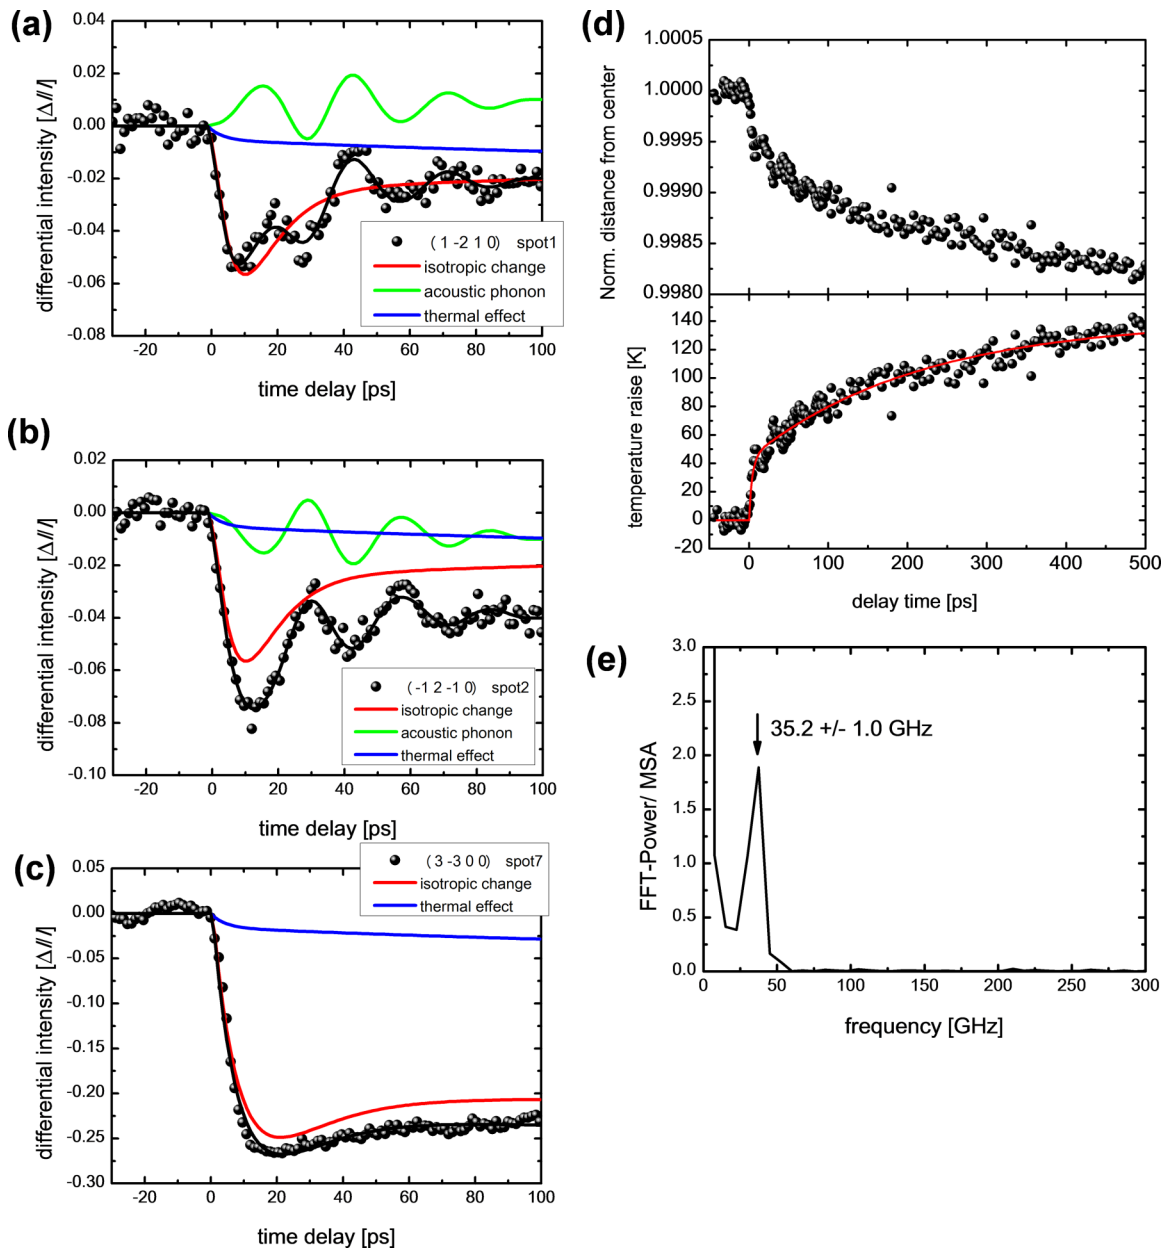 (a)
differential intensity [ΔI/I]
0.04
0.02
0.00
-0.02
-0.04
-0.06
-0.08
( 1 -2 1 0 ) spot1
isotropic change
acoustic phonon
thermal effect
-20 0 20 40 60 80 100
time delay [ps]
(b)
differential intensity [ΔI/I]
0.02
0.00
-0.02
-0.04
-0.06
-0.08
-0.10
( -1 2 -1 0 ) spot2
isotropic change
acoustic phonon
thermal effect
-20 0 20 40 60 80 100
time delay [ps]
(c)
differential intensity [ΔI/I]
0.05
0.00
-0.05
-0.10
-0.15
-0.20
-0.25
-0.30
( 3 -3 0 0 ) spot7
isotropic change
thermal effect
-20 0 20 40 60 80 100
time delay [ps]
(d)
Norm. distance from center
1.0005
1.0000
0.9995
0.9990
0.9985
0.9980
temperature raise [K]
140
120
100
80
60
40
20
0
-20
0 100 200 300 400 500
delay time [ps]
(e)
FFT-Power/ MSA
3.0
2.5
2.0
1.5
1.0
0.5
0.0
35.2 +/- 1.0 GHz
0 50 100 150 200 250 300
frequency [GHz]